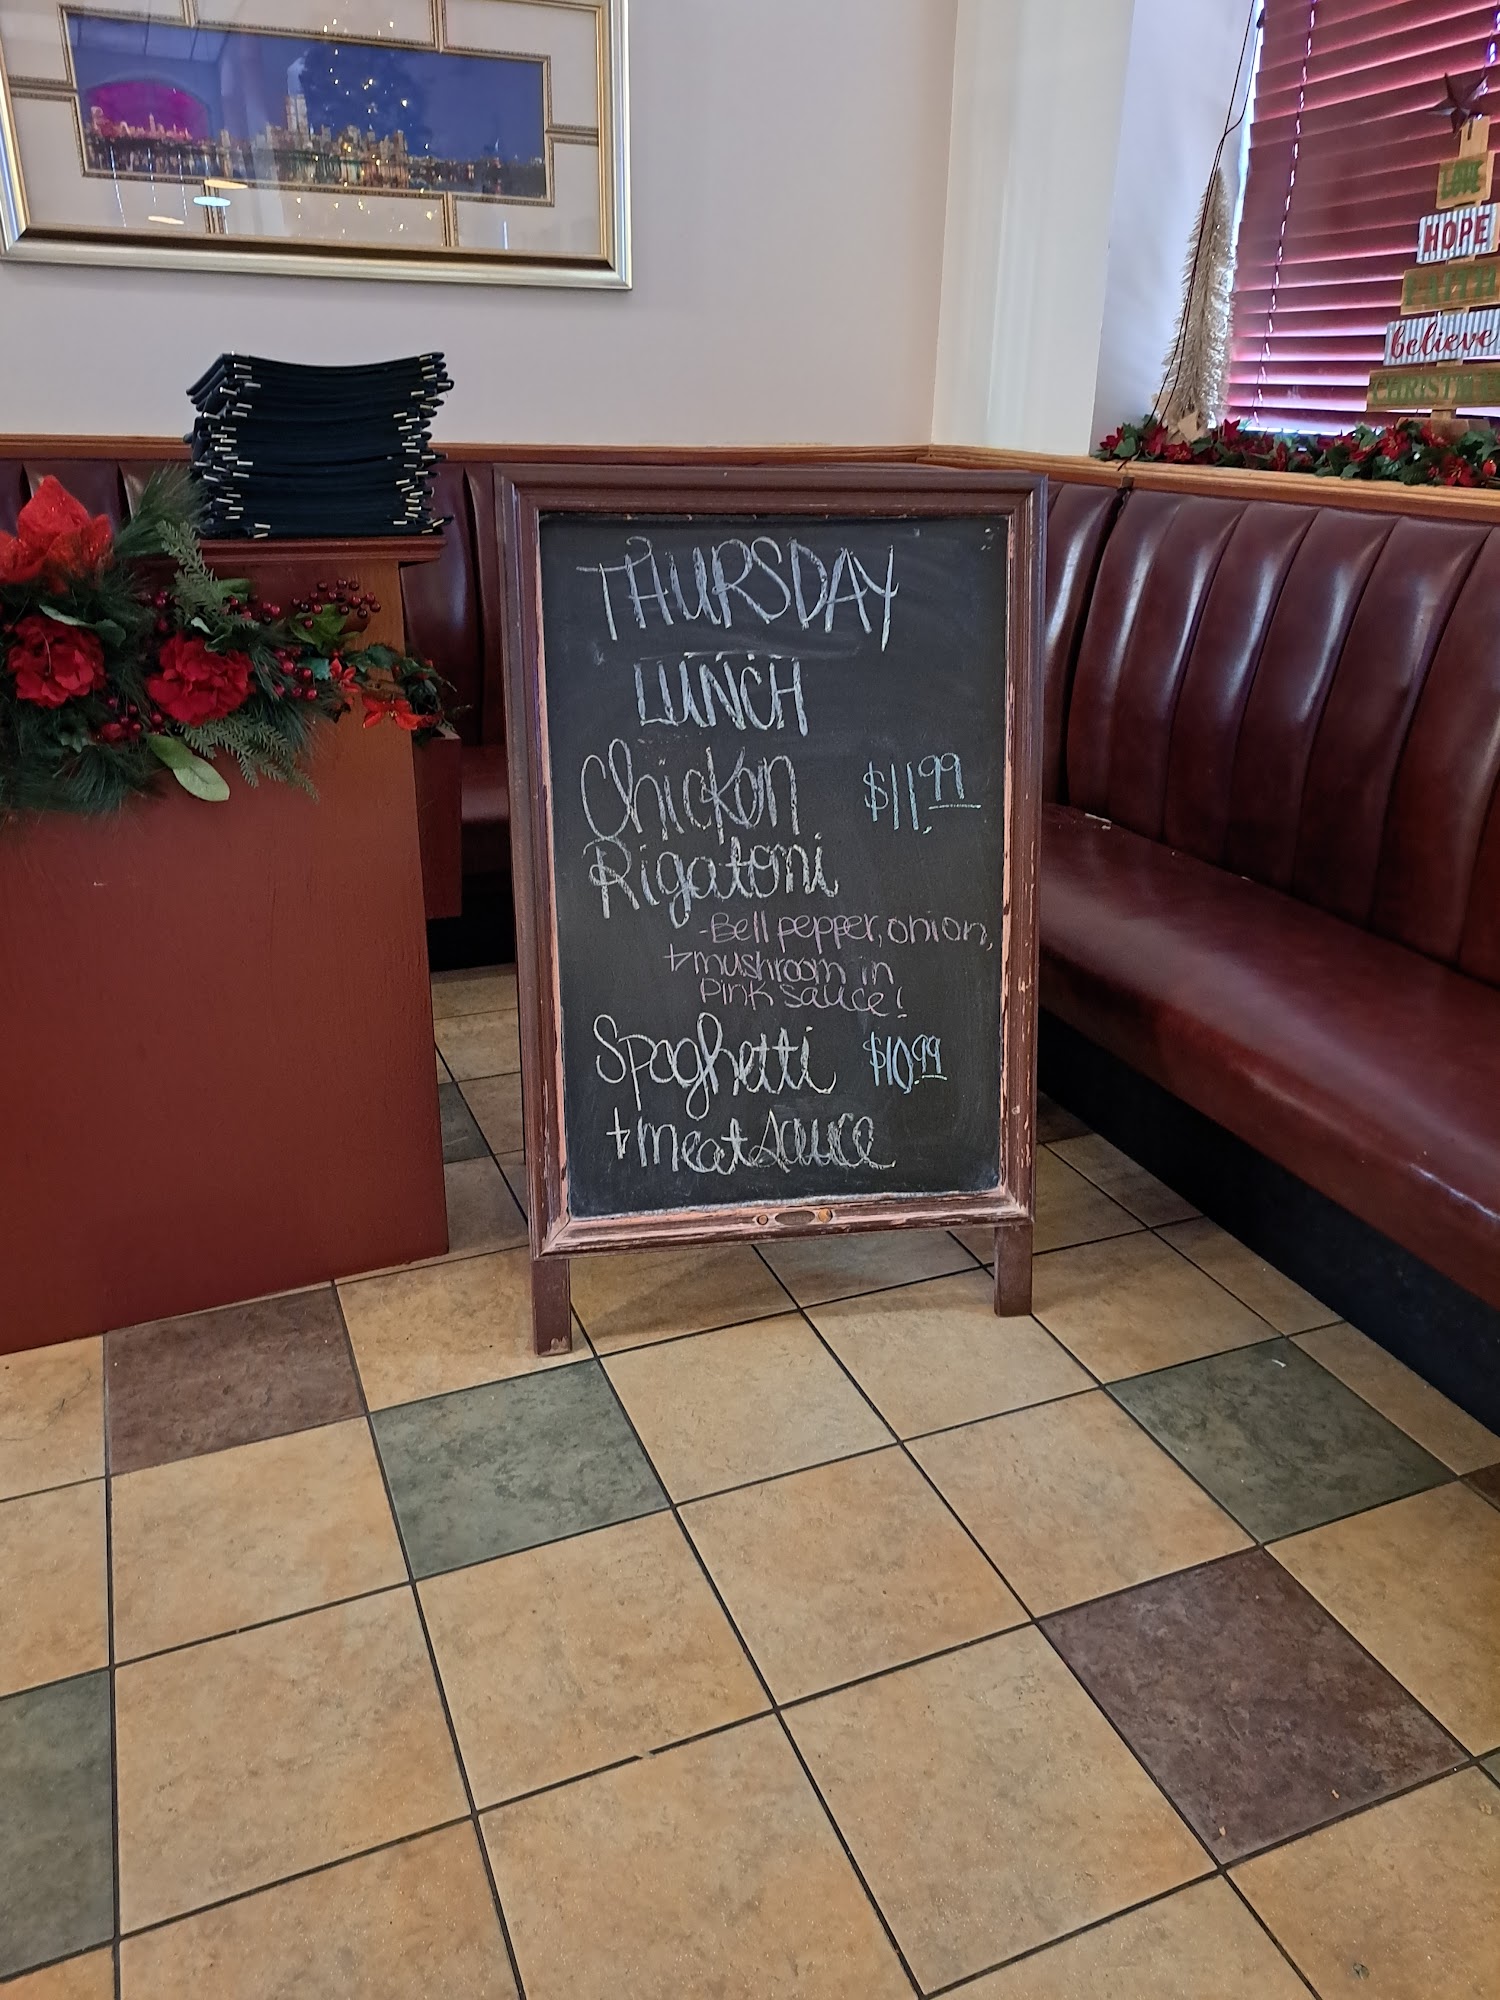 THURSDAY
LUNCH
Chicken $11.99
Rigatoni
-Bell pepper, onion,
+ mushroom in
Pink sauce!
Spaghetti $10.99
+ meat sauce
LOVE
HOPE
FAITH
believe